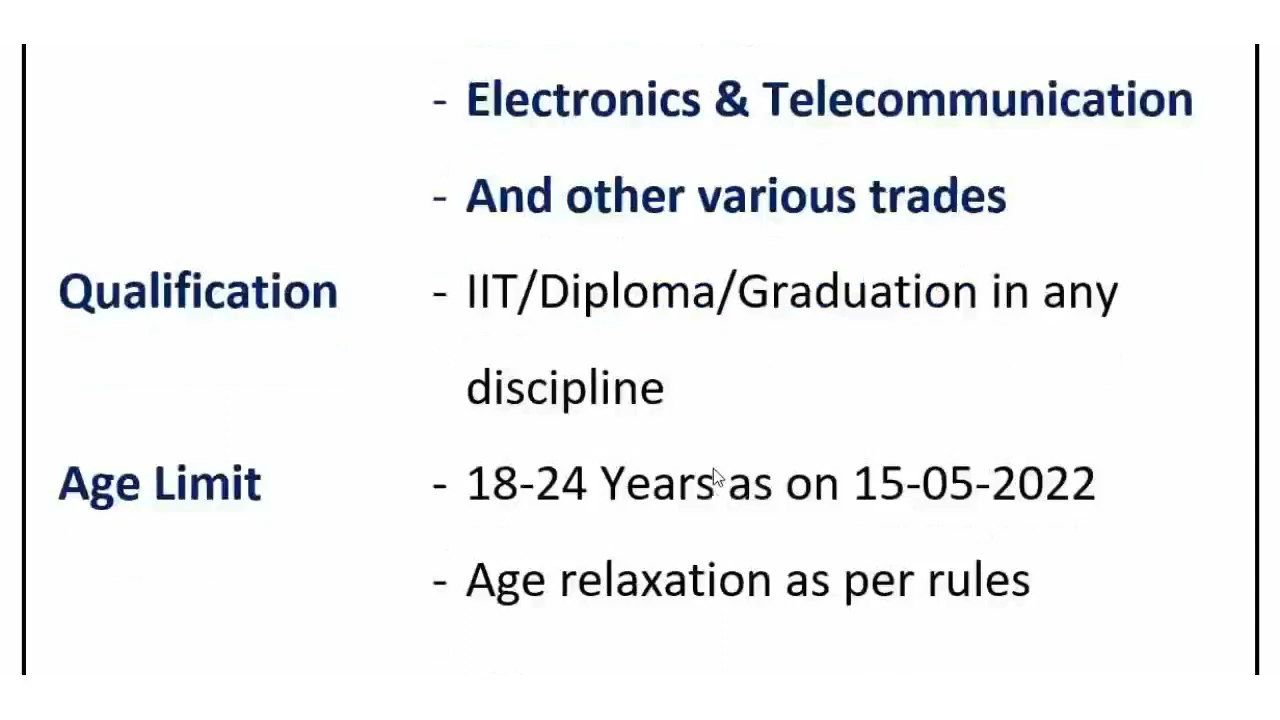 - Electronics & Telecommunication
- And other various trades
Qualification - IIT/Diploma/Graduation in any
discipline
Age Limit - 18-24 Years as on 15-05-2022
- Age relaxation as per rules